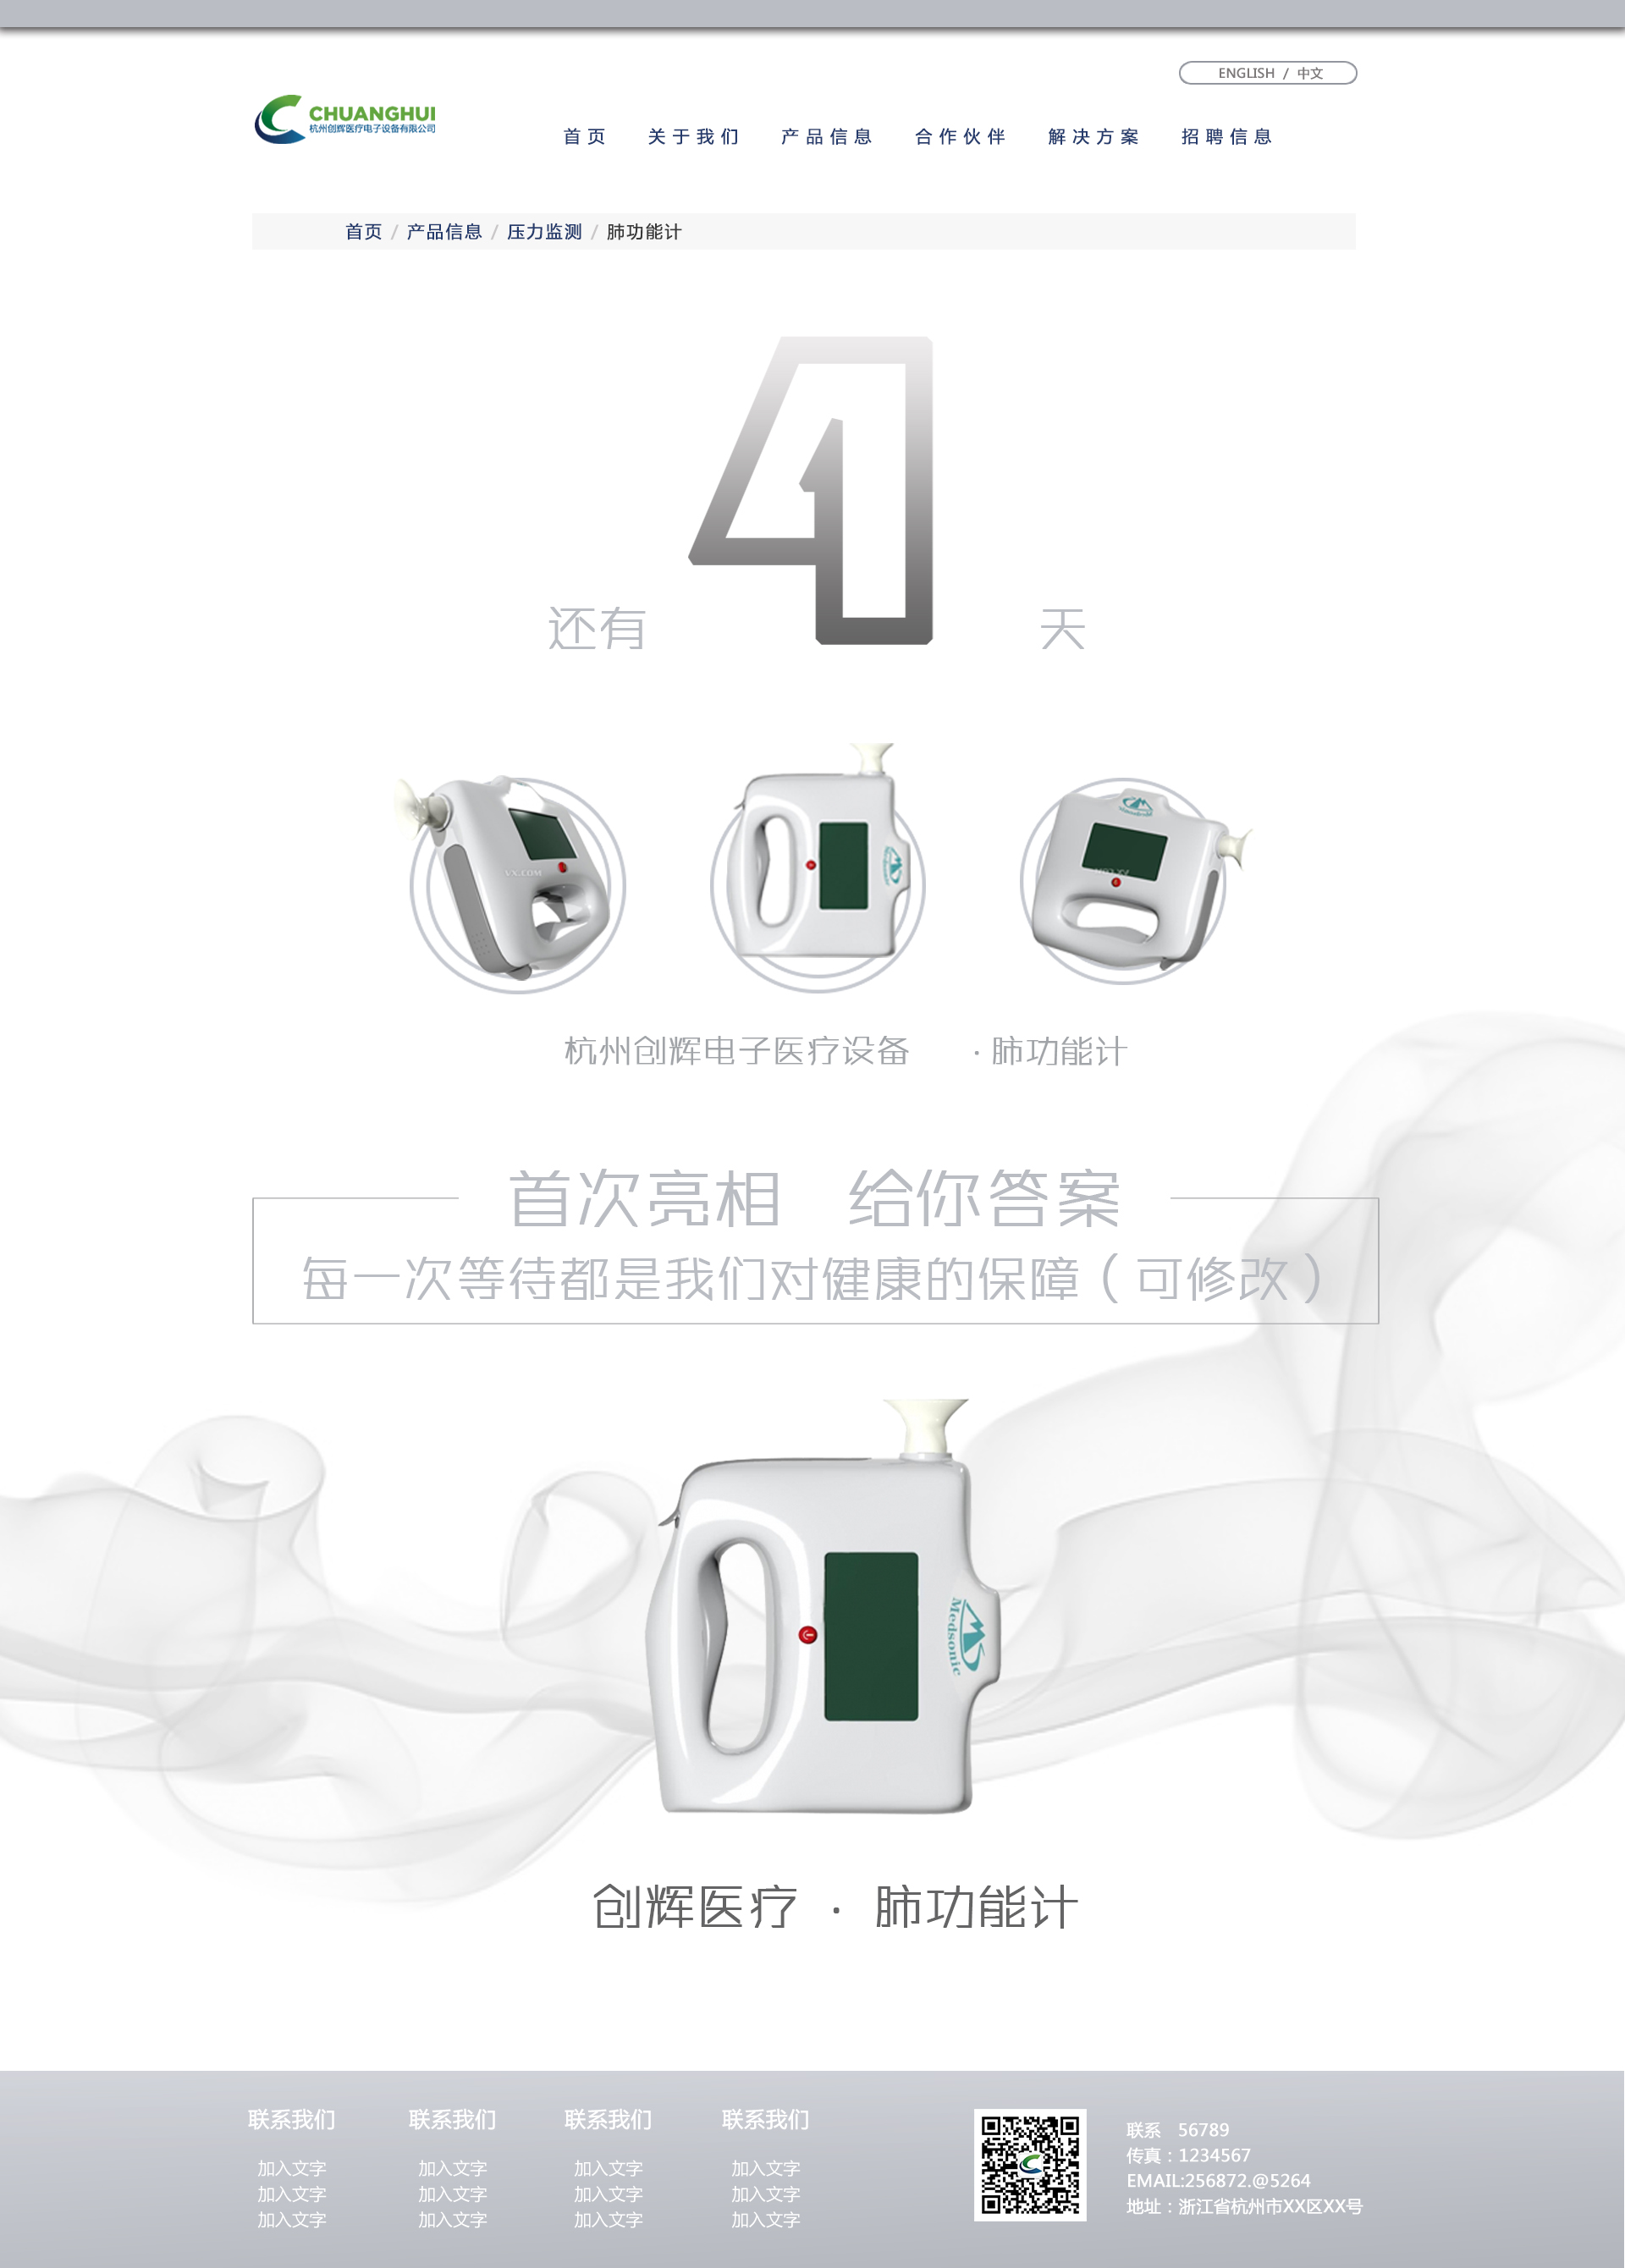 ENGLISH / 中文
CHUANGHUI
杭州创辉医疗电子设备有限公司
首页 关于我们 产品信息 合作伙伴 解决方案 招聘信息
首页 / 产品信息 / 压力监测 / 肺功能计
还有 4 天
VX.COM
杭州创辉电子医疗设备 · 肺功能计
首次亮相 给你答案
每一次等待都是我们对健康的保障(可修改)
Medsonic
创辉医疗 · 肺功能计
联系我们 联系我们 联系我们 联系我们
加入文字 加入文字 加入文字 加入文字
加入文字 加入文字 加入文字 加入文字
加入文字 加入文字 加入文字 加入文字
联系 56789
传真:1234567
EMAIL:256872.@5264
地址:浙江省杭州市XX区XX号